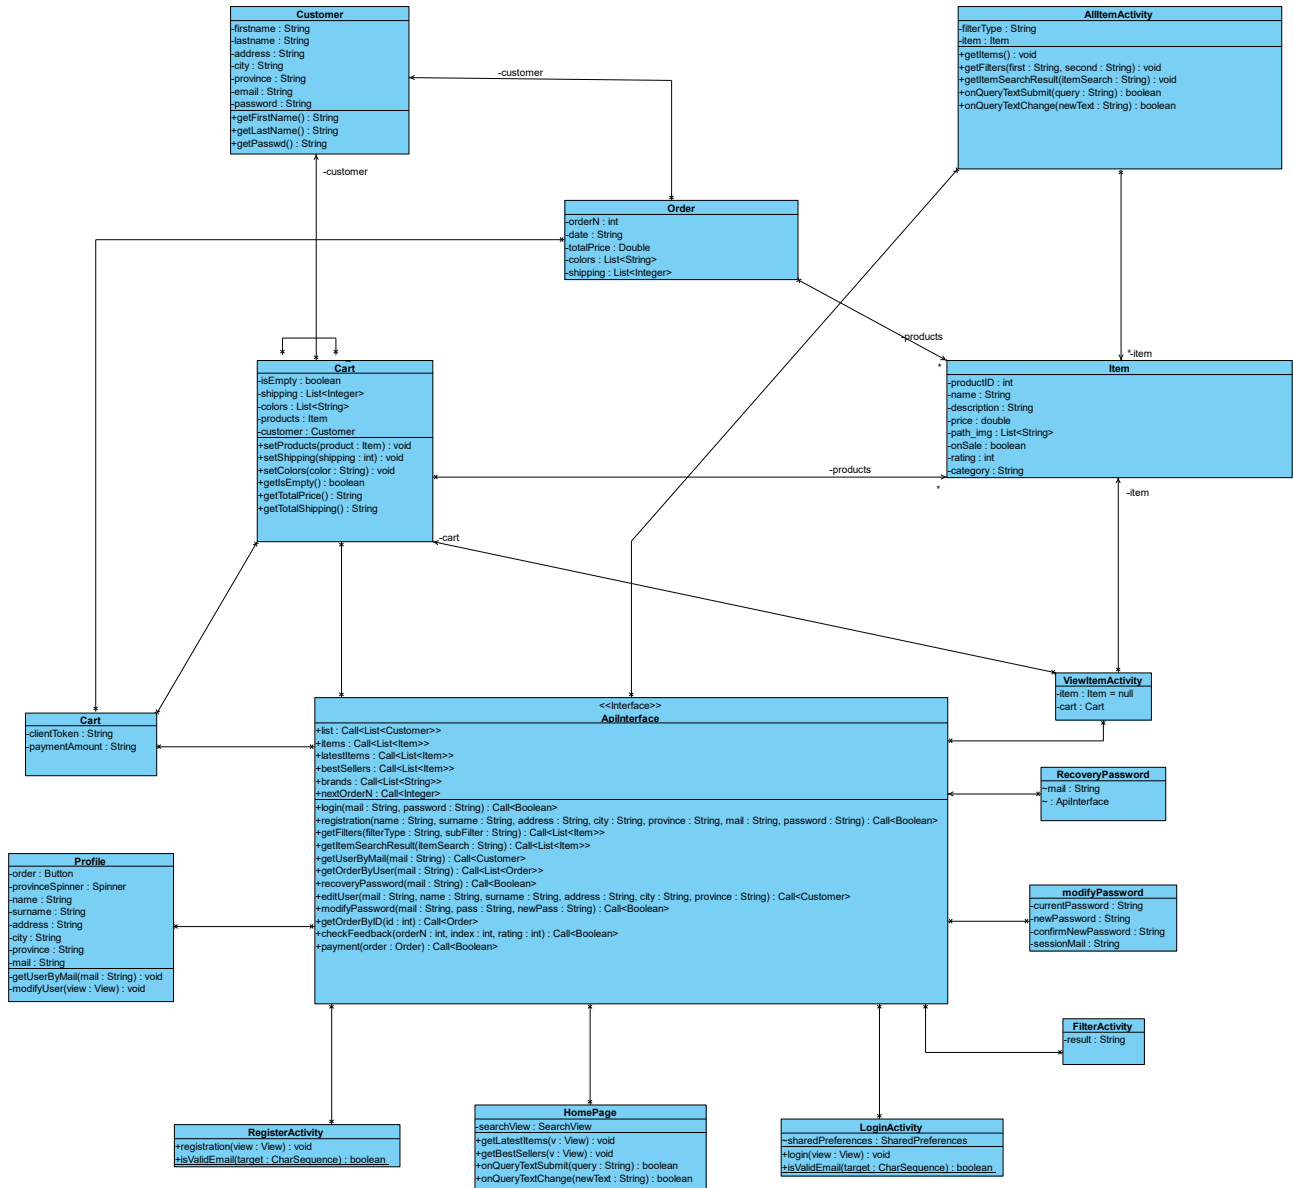 Customer
-firstname : String
-lastname : String
-address : String
-city : String
-province : String
-email : String
-password : String
+getFirstName() : String
+getLastName() : String
+getPasswd() : String
AllItemActivity
-filterType : String
-item : Item
+getItems() : void
+getFilters(first : String, second : String) : void
+getItemSearchResult(itemSearch : String) : void
+onQueryTextSubmit(query : String) : boolean
+onQueryTextChange(newText : String) : boolean
-customer
-customer
Order
-orderN : int
-date : String
-totalPrice : Double
-colors : List<String>
-shipping : List<Integer>
-products
*
*-item
Cart
-isEmpty : boolean
-shipping : List<Integer>
-colors : List<String>
-products : Item
-customer : Customer
+setProducts(product : Item) : void
+setShipping(shipping : int) : void
+setColors(color : String) : void
+getIsEmpty() : boolean
+getTotalPrice() : String
+getTotalShipping() : String
Item
-productID : int
-name : String
-description : String
-price : double
-path_img : List<String>
-onSale : boolean
-rating : int
-category : String
-products
*
-item
-cart
ViewItemActivity
-item : Item = null
-cart : Cart
Cart
-clientToken : String
-paymentAmount : String
<<Interface>>
ApiInterface
+list : Call<List<Customer>>
+items : Call<List<Item>>
+latestItems : Call<List<Item>>
+bestSellers : Call<List<Item>>
+brands : Call<List<String>>
+nextOrderN : Call<Integer>
+login(mail : String, password : String) : Call<Boolean>
+registration(name : String, surname : String, address : String, city : String, province : String, mail : String, password : String) : Call<Boolean>
+getFilters(filterType : String, subFilter : String) : Call<List<Item>>
+getItemSearchResult(itemSearch : String) : Call<List<Item>>
+getUserByMail(mail : String) : Call<Customer>
+getOrderByUser(mail : String) : Call<List<Order>>
+recoveryPassword(mail : String) : Call<Boolean>
+editUser(mail : String, name : String, surname : String, address : String, city : String, province : String) : Call<Customer>
+modifyPassword(mail : String, pass : String, newPass : String) : Call<Boolean>
+getOrderByID(id : int) : Call<Order>
+checkFeedback(orderN : int, index : int, rating : int) : Call<Boolean>
+payment(order : Order) : Call<Boolean>
RecoveryPassword
~mail : String
~ : ApiInterface
Profile
-order : Button
-provinceSpinner : Spinner
-name : String
-surname : String
-address : String
-city : String
-province : String
-mail : String
-getUserByMail(mail : String) : void
-modifyUser(view : View) : void
modifyPassword
-currentPassword : String
-newPassword : String
-confirmNewPassword : String
-sessionMail : String
FilterActivity
-result : String
RegisterActivity
+registration(view : View) : void
+isValidEmail(target : CharSequence) : boolean
HomePage
-searchView : SearchView
+getLatestItems(v : View) : void
+getBestSellers(v : View) : void
+onQueryTextSubmit(query : String) : boolean
+onQueryTextChange(newText : String) : boolean
LoginActivity
~sharedPreferences : SharedPreferences
+login(view : View) : void
+isValidEmail(target : CharSequence) : boolean